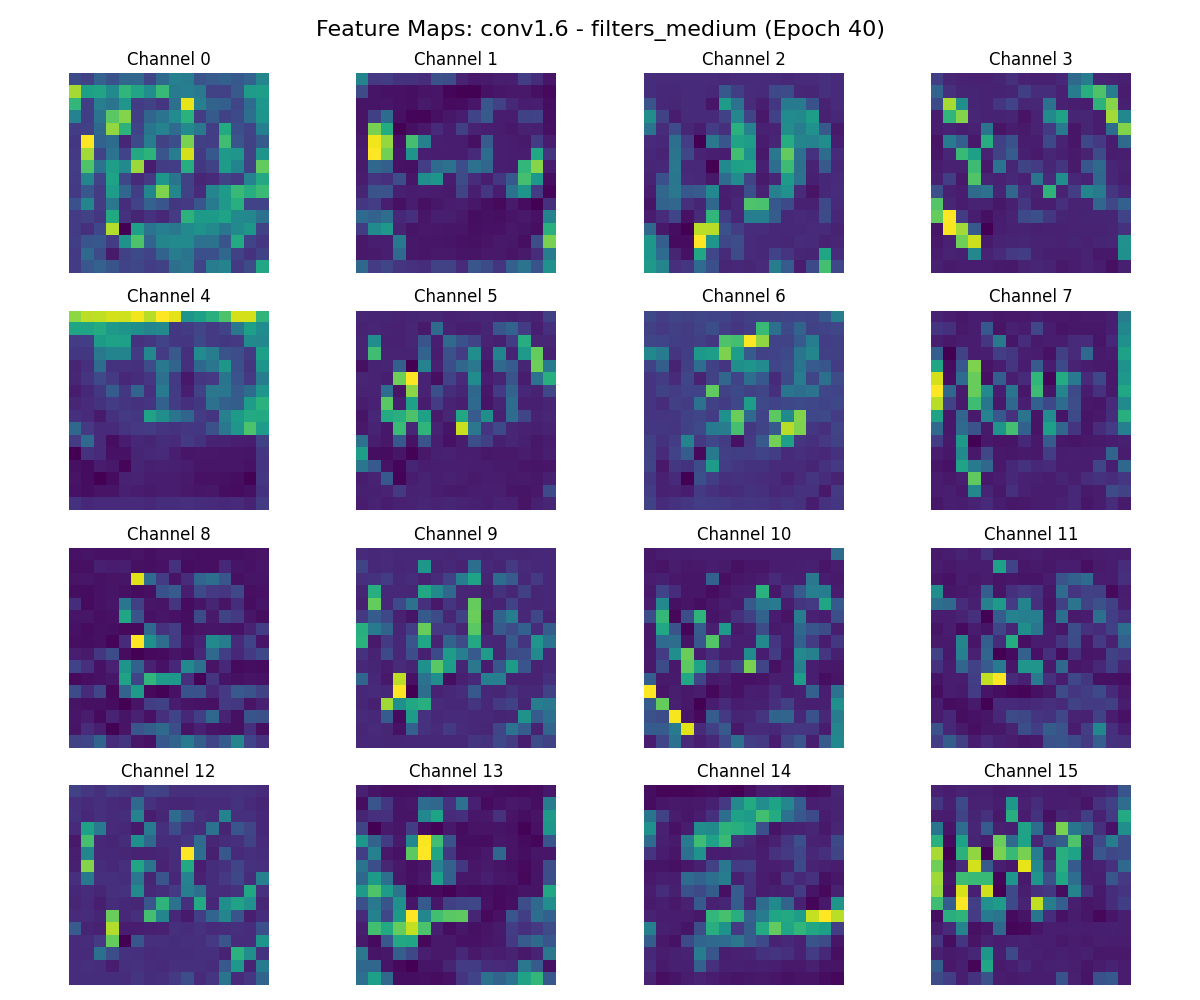 Feature Maps: conv1.6 - filters_medium (Epoch 40)
Channel 0 Channel 1 Channel 2 Channel 3
Channel 4 Channel 5 Channel 6 Channel 7
Channel 8 Channel 9 Channel 10 Channel 11
Channel 12 Channel 13 Channel 14 Channel 15